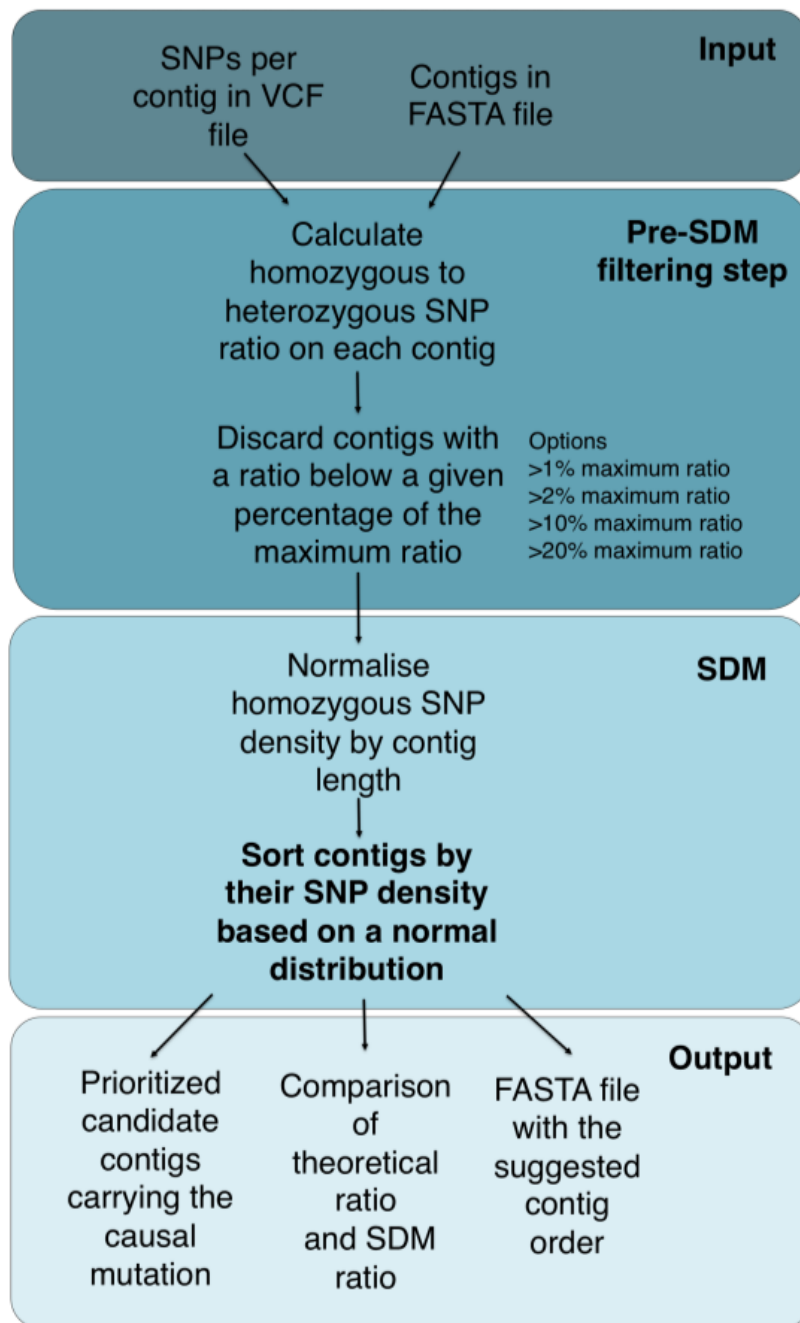 Input
SNPs per
contig in VCF
file
Contigs in
FASTA file
Pre-SDM
filtering step
Calculate
homozygous to
heterozygous SNP
ratio on each contig
Discard contigs with
a ratio below a given
percentage of the
maximum ratio
Options
>1% maximum ratio
>2% maximum ratio
>10% maximum ratio
>20% maximum ratio
SDM
Normalise
homozygous SNP
density by contig
length
Sort contigs by
their SNP density
based on a normal
distribution
Output
Prioritized
candidate
contigs
carrying the
causal
mutation
Comparison
of
theoretical
ratio
and SDM
ratio
FASTA file
with the
suggested
contig
order